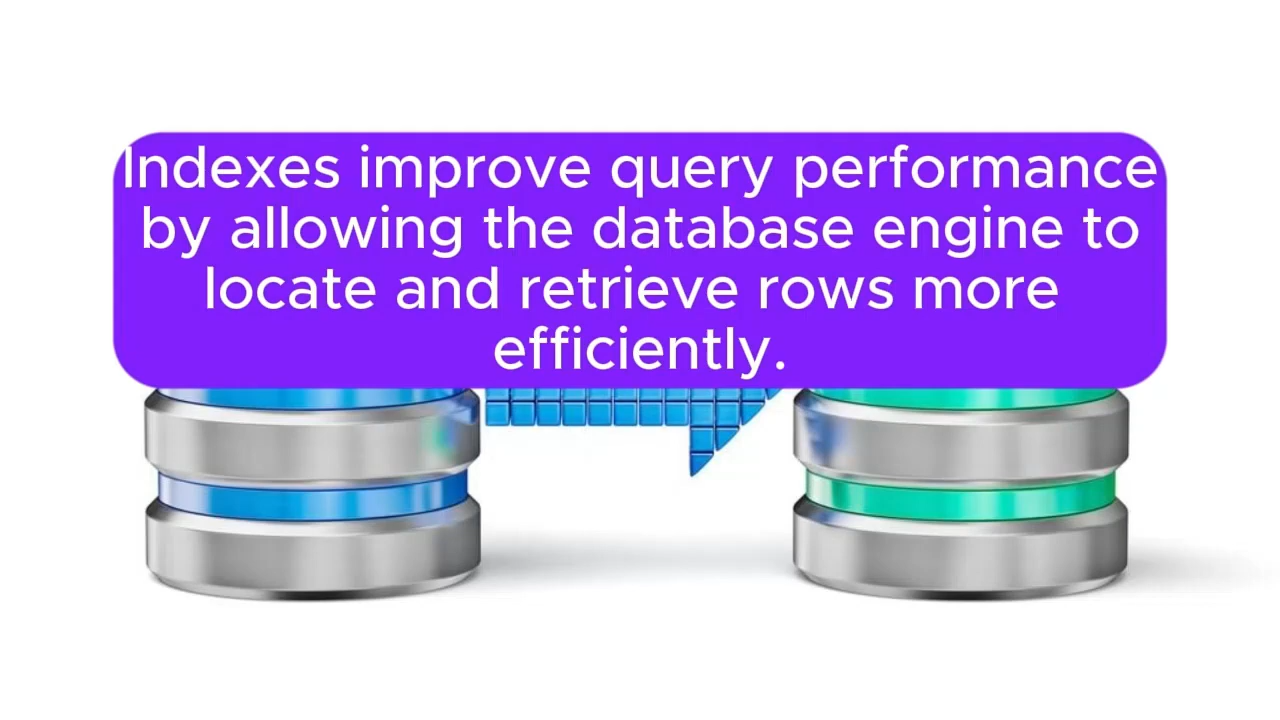 Indexes improve query performance
by allowing the database engine to
locate and retrieve rows more
efficiently.